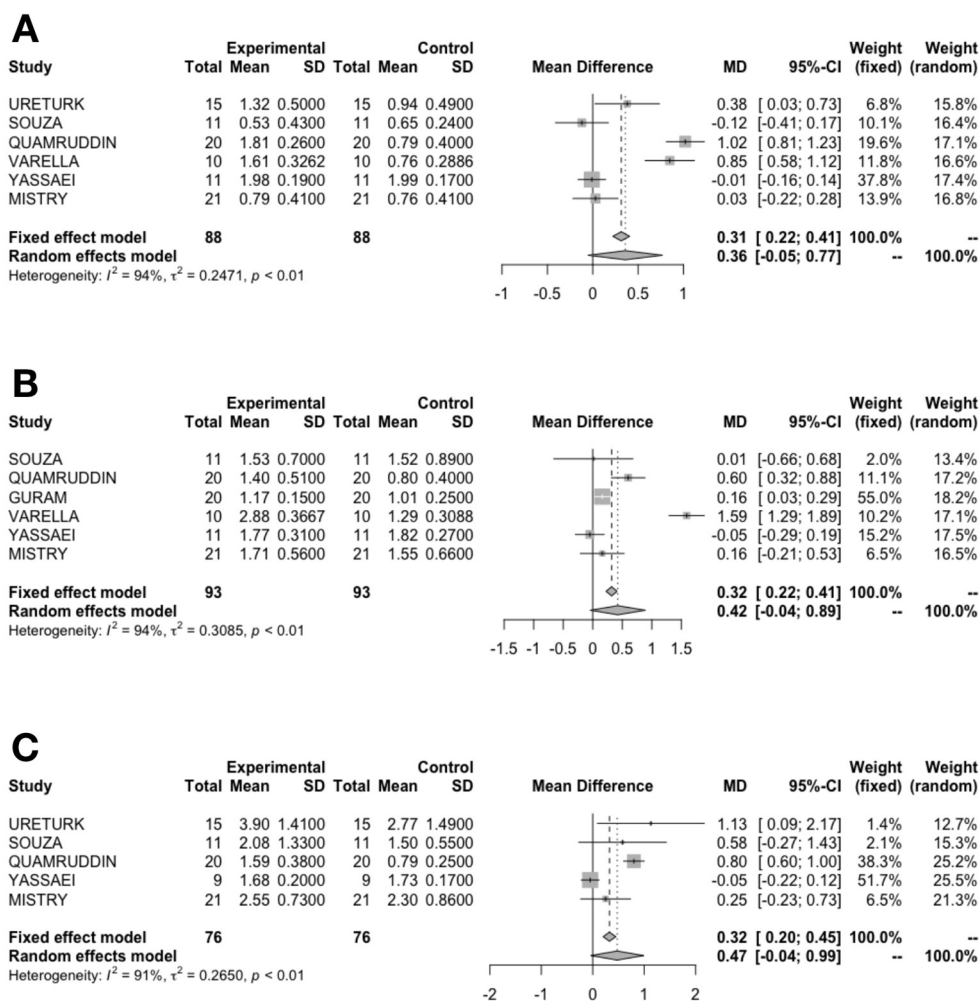 A
Experimental Control Weight Weight
Study Total Mean SD Total Mean SD Mean Difference MD 95%-CI (fixed) (random)
URETURK 15 1.32 0.5000 15 0.94 0.4900 0.38 [ 0.03; 0.73] 6.8% 15.8%
SOUZA 11 0.53 0.4300 11 0.65 0.2400 -0.12 [-0.41; 0.17] 10.1% 16.4%
QUAMRUDDIN 20 1.81 0.2600 20 0.79 0.4000 1.02 [ 0.81; 1.23] 19.6% 17.1%
VARELLA 10 1.61 0.3262 10 0.76 0.2886 0.85 [ 0.58; 1.12] 11.8% 16.6%
YASSAEI 11 1.98 0.1900 11 1.99 0.1700 -0.01 [-0.16; 0.14] 37.8% 17.4%
MISTRY 21 0.79 0.4100 21 0.76 0.4100 0.03 [-0.22; 0.28] 13.9% 16.8%
Fixed effect model 88 88 0.31 [ 0.22; 0.41] 100.0% --
Random effects model 0.36 [-0.05; 0.77] -- 100.0%
Heterogeneity: I² = 94%, τ² = 0.2471, p < 0.01
-1 -0.5 0 0.5 1
B
Experimental Control Weight Weight
Study Total Mean SD Total Mean SD Mean Difference MD 95%-CI (fixed) (random)
SOUZA 11 1.53 0.7000 11 1.52 0.8900 0.01 [-0.66; 0.68] 2.0% 13.4%
QUAMRUDDIN 20 1.40 0.5100 20 0.80 0.4000 0.60 [ 0.32; 0.88] 11.1% 17.2%
GURAM 20 1.17 0.1500 20 1.01 0.2500 0.16 [ 0.03; 0.29] 55.0% 18.2%
VARELLA 10 2.88 0.3667 10 1.29 0.3088 1.59 [ 1.29; 1.89] 10.2% 17.1%
YASSAEI 11 1.77 0.3100 11 1.82 0.2700 -0.05 [-0.29; 0.19] 15.2% 17.5%
MISTRY 21 1.71 0.5600 21 1.55 0.6600 0.16 [-0.21; 0.53] 6.5% 16.5%
Fixed effect model 93 93 0.32 [ 0.22; 0.41] 100.0% --
Random effects model 0.42 [-0.04; 0.89] -- 100.0%
Heterogeneity: I² = 94%, τ² = 0.3085, p < 0.01
-1.5 -1 -0.5 0 0.5 1 1.5
C
Experimental Control Weight Weight
Study Total Mean SD Total Mean SD Mean Difference MD 95%-CI (fixed) (random)
URETURK 15 3.90 1.4100 15 2.77 1.4900 1.13 [ 0.09; 2.17] 1.4% 12.7%
SOUZA 11 2.08 1.3300 11 1.50 0.5500 0.58 [-0.27; 1.43] 2.1% 15.3%
QUAMRUDDIN 20 1.59 0.3800 20 0.79 0.2500 0.80 [ 0.60; 1.00] 38.3% 25.2%
YASSAEI 9 1.68 0.2000 9 1.73 0.1700 -0.05 [-0.22; 0.12] 51.7% 25.5%
MISTRY 21 2.55 0.7300 21 2.30 0.8600 0.25 [-0.23; 0.73] 6.5% 21.3%
Fixed effect model 76 76 0.32 [ 0.20; 0.45] 100.0% --
Random effects model 0.47 [-0.04; 0.99] -- 100.0%
Heterogeneity: I² = 91%, τ² = 0.2650, p < 0.01
-2 -1 0 1 2